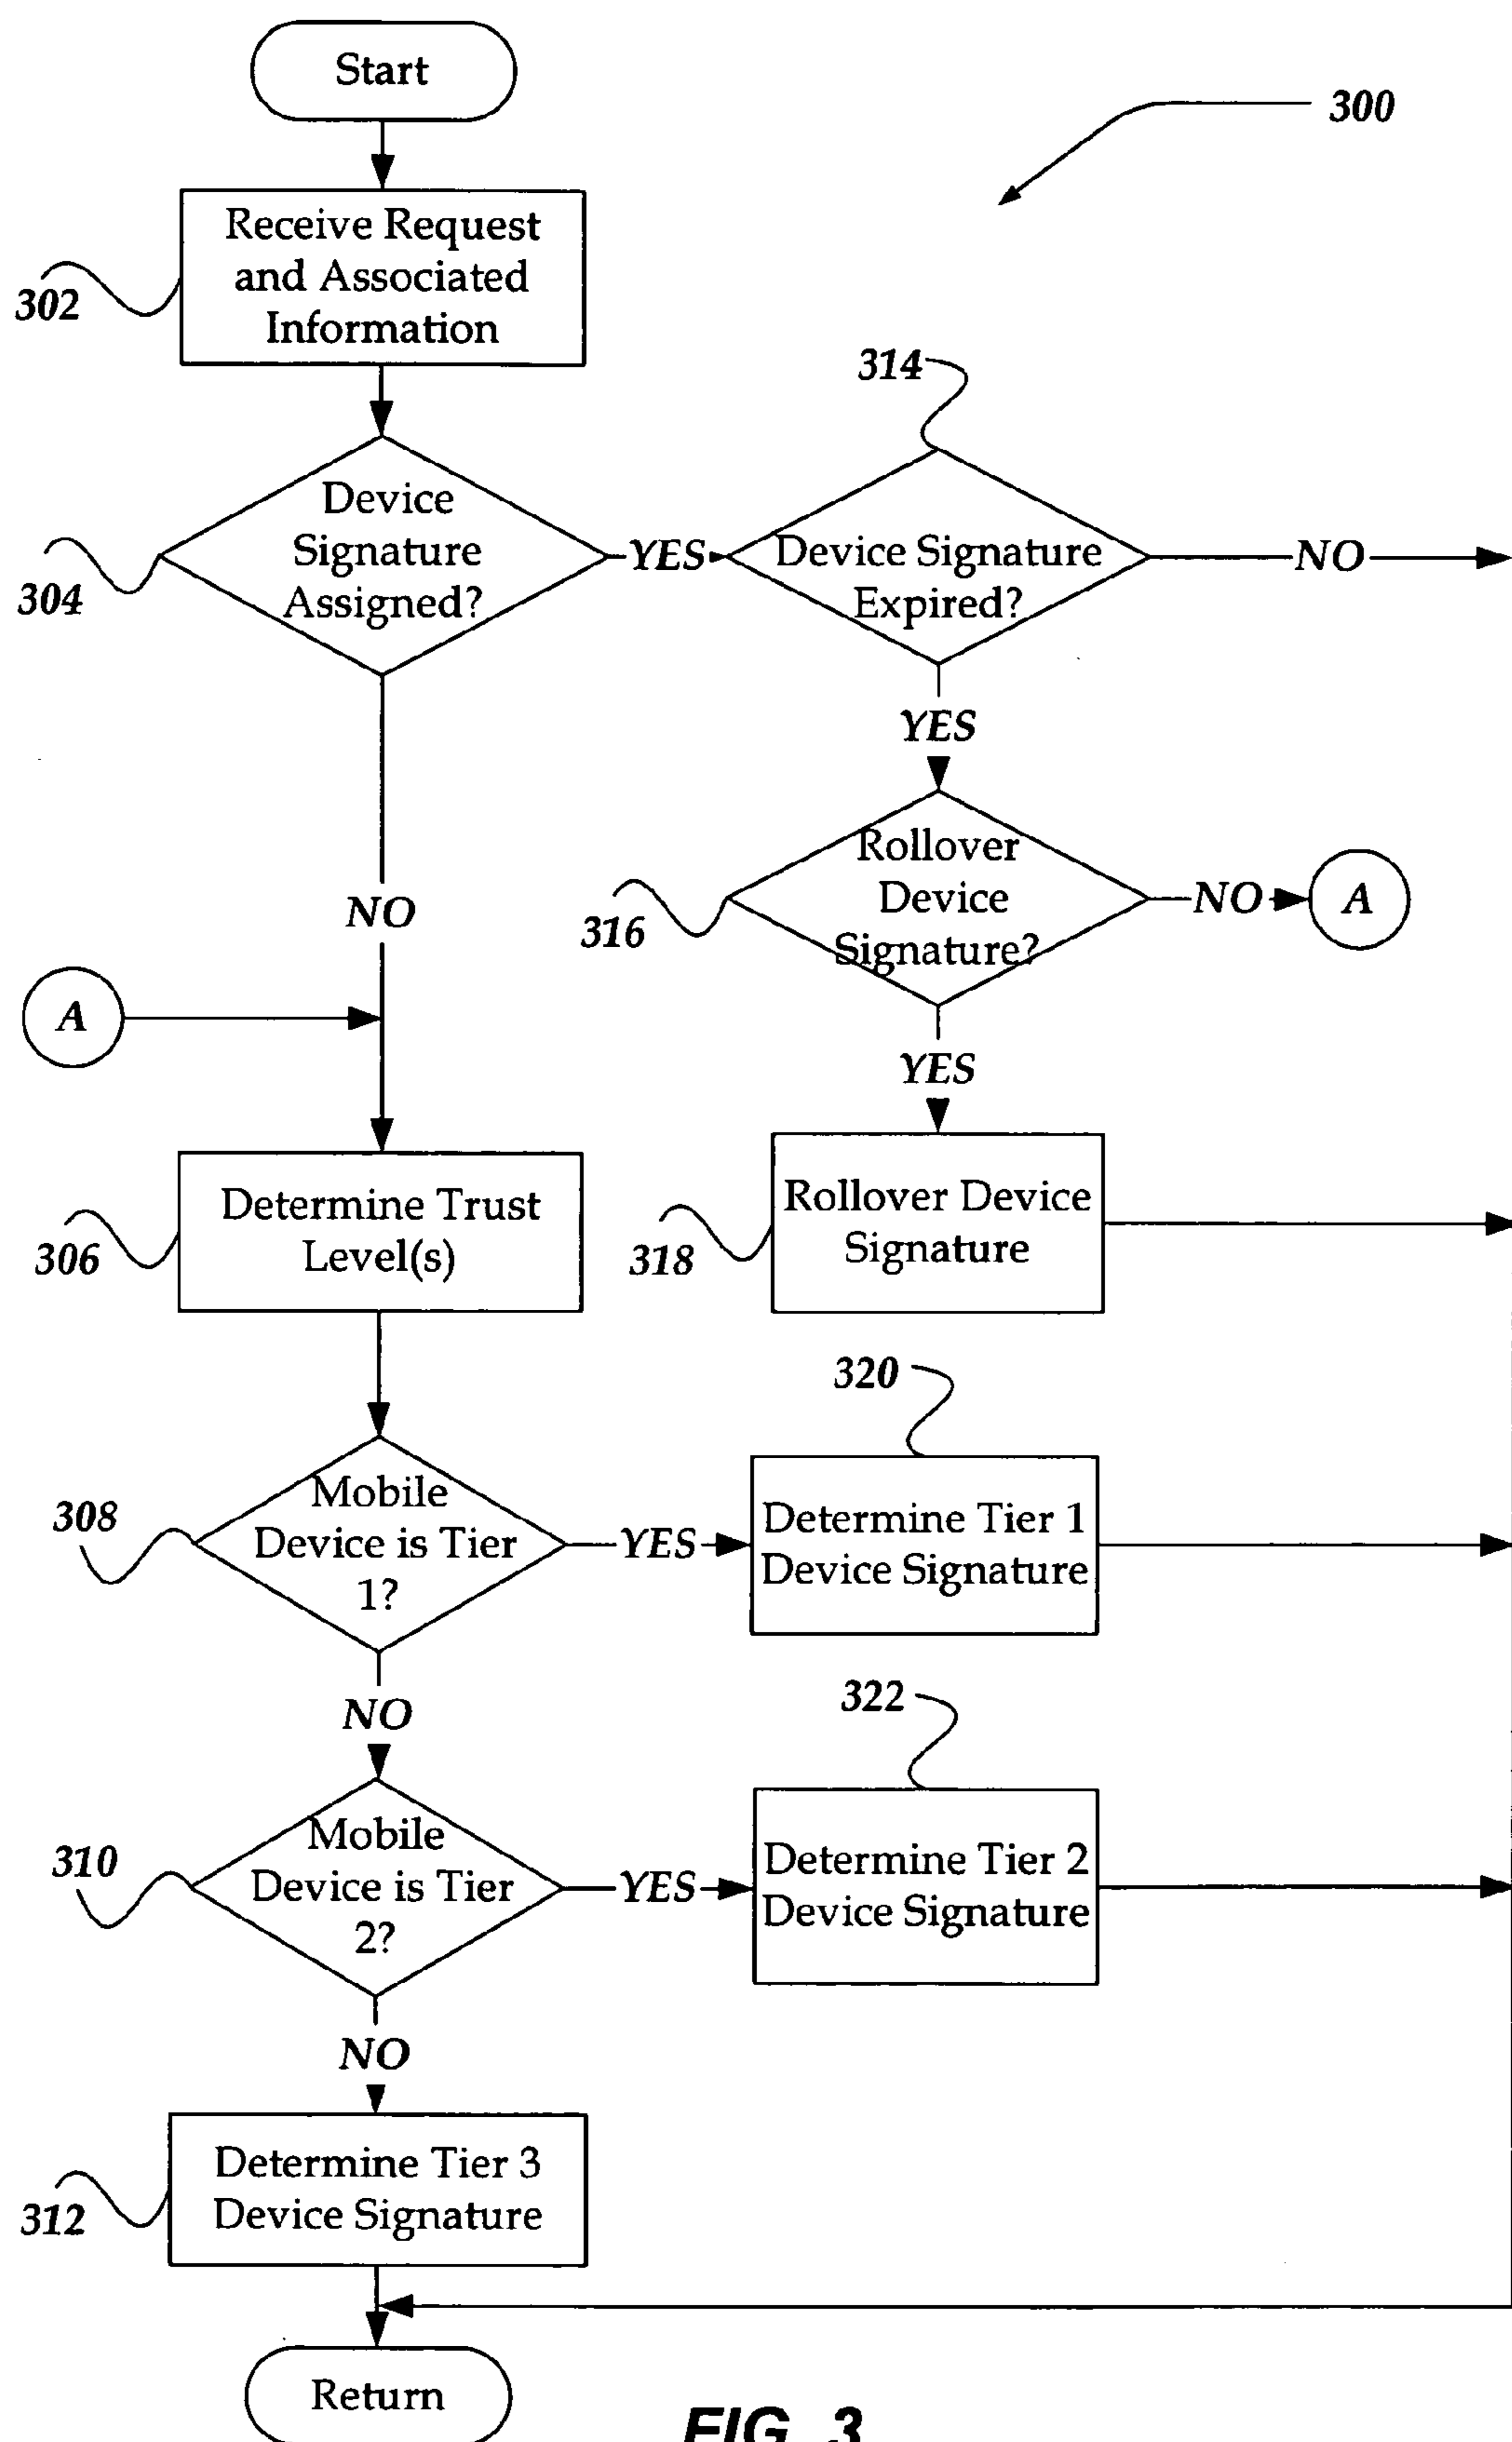 Start
300
Receive Request
and Associated
Information
302
314
Device
Signature
Assigned?
304
YES
Device Signature
Expired?
NO
YES
Rollover
Device
Signature?
316
NO
A
NO
A
YES
Determine Trust
Level(s)
306
Rollover Device
Signature
318
320
Mobile
Device is Tier
1?
308
YES
Determine Tier 1
Device Signature
NO
322
Mobile
Device is Tier
2?
310
YES
Determine Tier 2
Device Signature
NO
Determine Tier 3
Device Signature
312
Return
FIG. 3